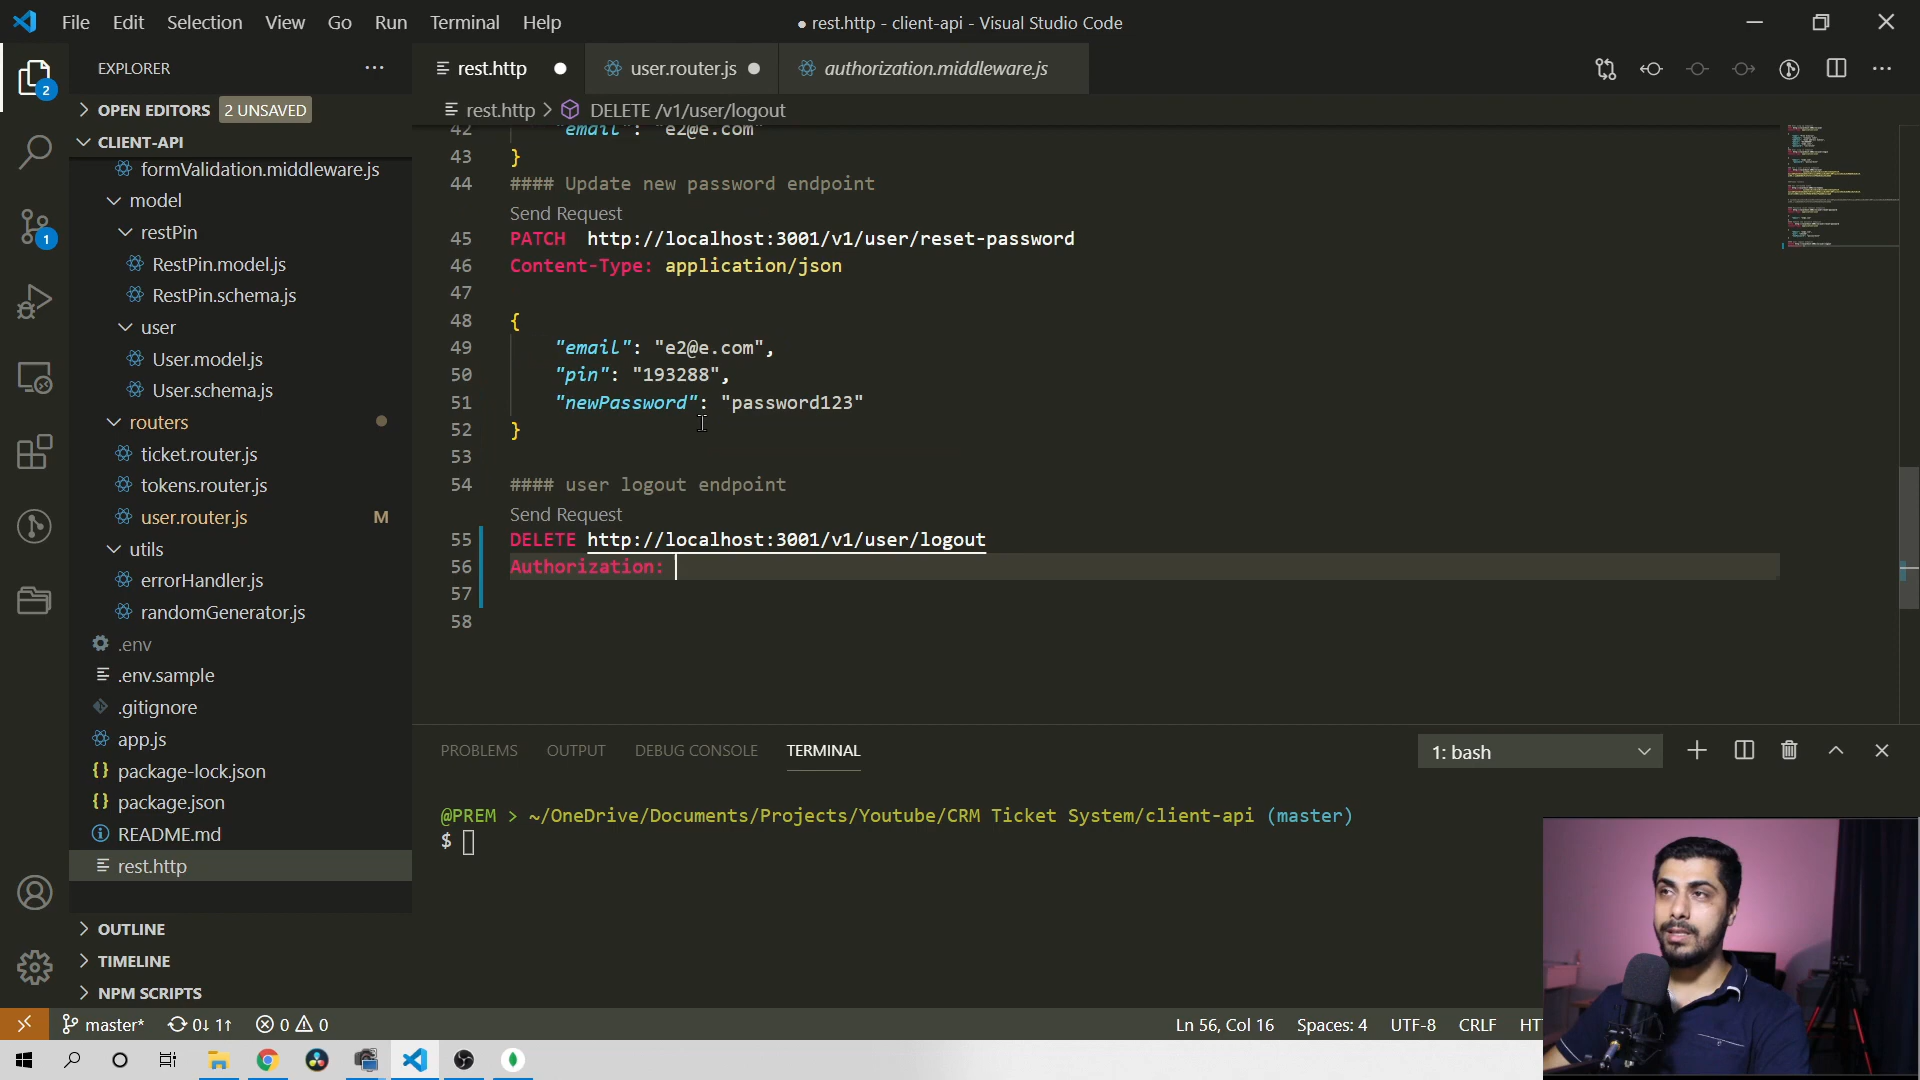 File Edit Selection View Go Run Terminal Help
● rest.http - client-api - Visual Studio Code
EXPLORER
rest.http
user.router.js
authorization.middleware.js
2
OPEN EDITORS 2 UNSAVED
rest.http > DELETE /v1/user/logout
CLIENT-API
formValidation.middleware.js
model
restPin
RestPin.model.js
RestPin.schema.js
user
User.model.js
User.schema.js
routers
ticket.router.js
tokens.router.js
user.router.js M
utils
errorHandler.js
randomGenerator.js
.env
.env.sample
.gitignore
app.js
package-lock.json
package.json
README.md
rest.http
OUTLINE
TIMELINE
NPM SCRIPTS
1
42 "email": "e2@e.com"
43 }
44 #### Update new password endpoint
Send Request
45 PATCH  http://localhost:3001/v1/user/reset-password
46 Content-Type: application/json
47
48 {
49 "email": "e2@e.com",
50 "pin": "193288",
51 "newPassword": "password123"
52 }
53
54 #### user logout endpoint
Send Request
55 DELETE http://localhost:3001/v1/user/logout
56 Authorization:
57
58
PROBLEMS OUTPUT DEBUG CONSOLE TERMINAL
1: bash
@PREM > ~/OneDrive/Documents/Projects/Youtube/CRM Ticket System/client-api (master)
$
master* 0↓ 1↑ 0 0
Ln 56, Col 16 Spaces: 4 UTF-8 CRLF HT